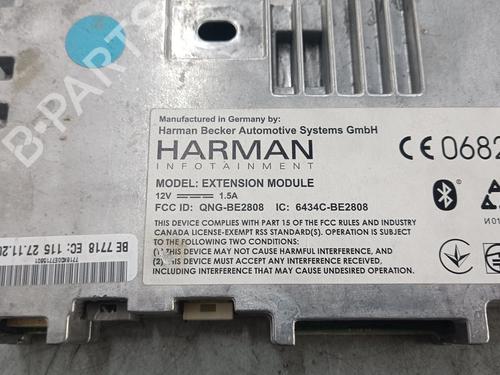 B-PARTS
Manufactured in Germany by:
Harman Becker Automotive Systems GmbH
HARMAN
INFOTAINMENT
CE 0682
MODEL: EXTENSION MODULE
12V 1.5A
FCC ID: QNG-BE2808 IC: 6434C-BE2808
THIS DEVICE COMPLIES WITH PART 15 OF THE FCC RULES AND INDUSTRY
CANADA LICENSE-EXEMPT RSS STANDARD(S). OPERATION IS SUBJECT
TO THE FOLLOWING TWO CONDITIONS:
(1) THIS DEVICE MAY NOT CAUSE HARMFUL INTERFERENCE, AND
(2) THIS DEVICE MUST ACCEPT ANY INTERFERENCE RECEIVED,
INCLUDING INTERFERENCE THAT MAY CAUSE UNDESIRED OPERATION
BE 7718 EC: 115 27.11.20